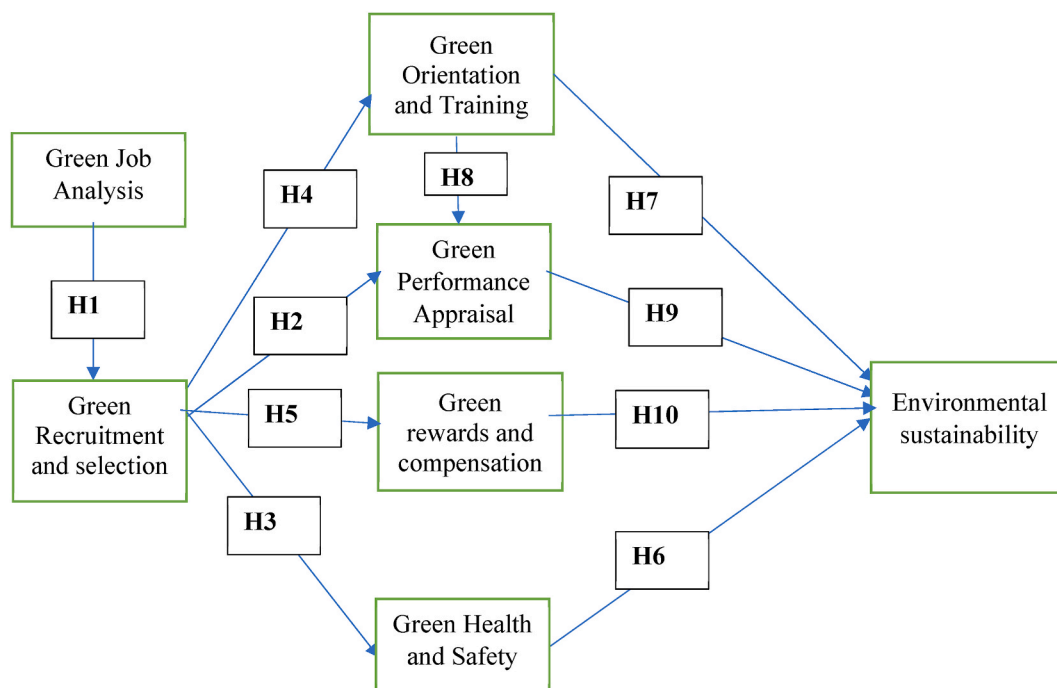 Green
Orientation
and Training
Green Job
Analysis
H8
H4
H7
Green
Performance
Appraisal
H1
H2
H9
Green
Recruitment
and selection
H5
Green
rewards and
compensation
H10
Environmental
sustainability
H3
H6
Green Health
and Safety